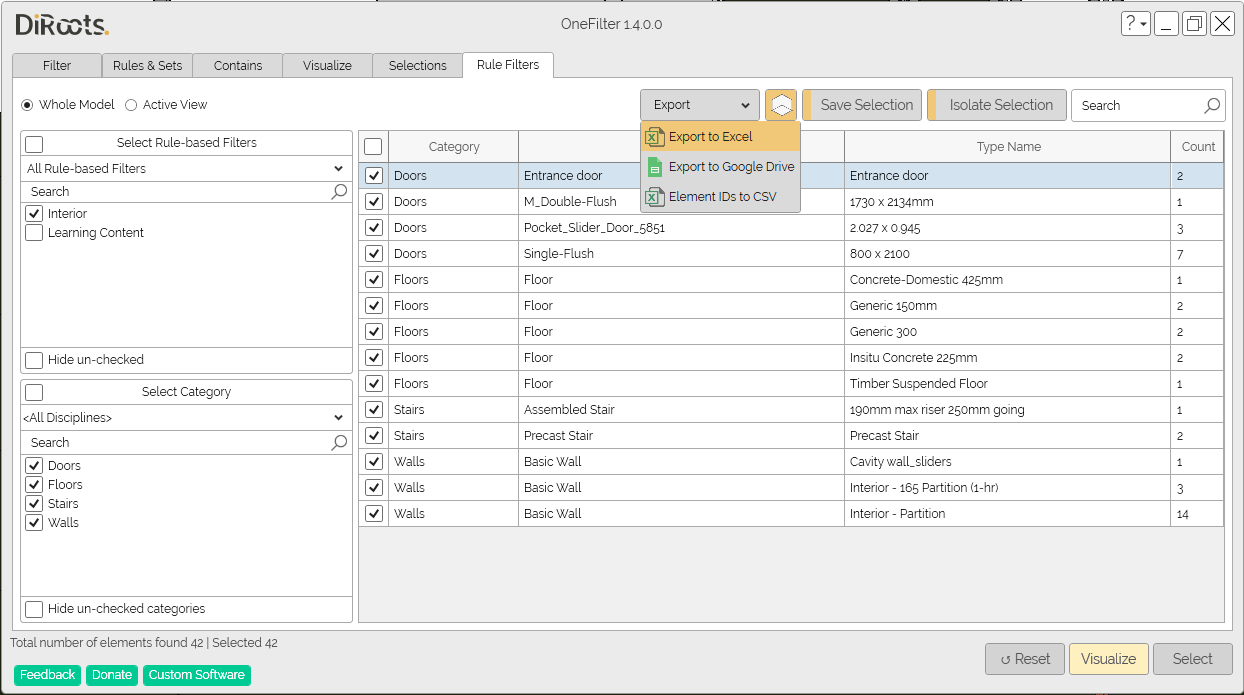 DiRoots.
OneFilter 1.4.0.0
?
Filter
Rules & Sets
Contains
Visualize
Selections
Rule Filters
Whole Model
Active View
Export
Save Selection
Isolate Selection
Search
Export to Excel
Export to Google Drive
Element IDs to CSV
Select Rule-based Filters
All Rule-based Filters
Search
Interior
Learning Content
Hide un-checked
Select Category
<All Disciplines>
Search
Doors
Floors
Stairs
Walls
Hide un-checked categories
Category Type Name Count
Doors Entrance door Entrance door 2
Doors M_Double-Flush 1730 x 2134mm 1
Doors Pocket_Slider_Door_5851 2.027 x 0.945 3
Doors Single-Flush 800 x 2100 7
Floors Floor Concrete-Domestic 425mm 1
Floors Floor Generic 150mm 2
Floors Floor Generic 300 2
Floors Floor Insitu Concrete 225mm 2
Floors Floor Timber Suspended Floor 1
Stairs Assembled Stair 190mm max riser 250mm going 1
Stairs Precast Stair Precast Stair 2
Walls Basic Wall Cavity wall_sliders 1
Walls Basic Wall Interior - 165 Partition (1-hr) 3
Walls Basic Wall Interior - Partition 14
Total number of elements found 42 | Selected 42
Feedback
Donate
Custom Software
Reset
Visualize
Select